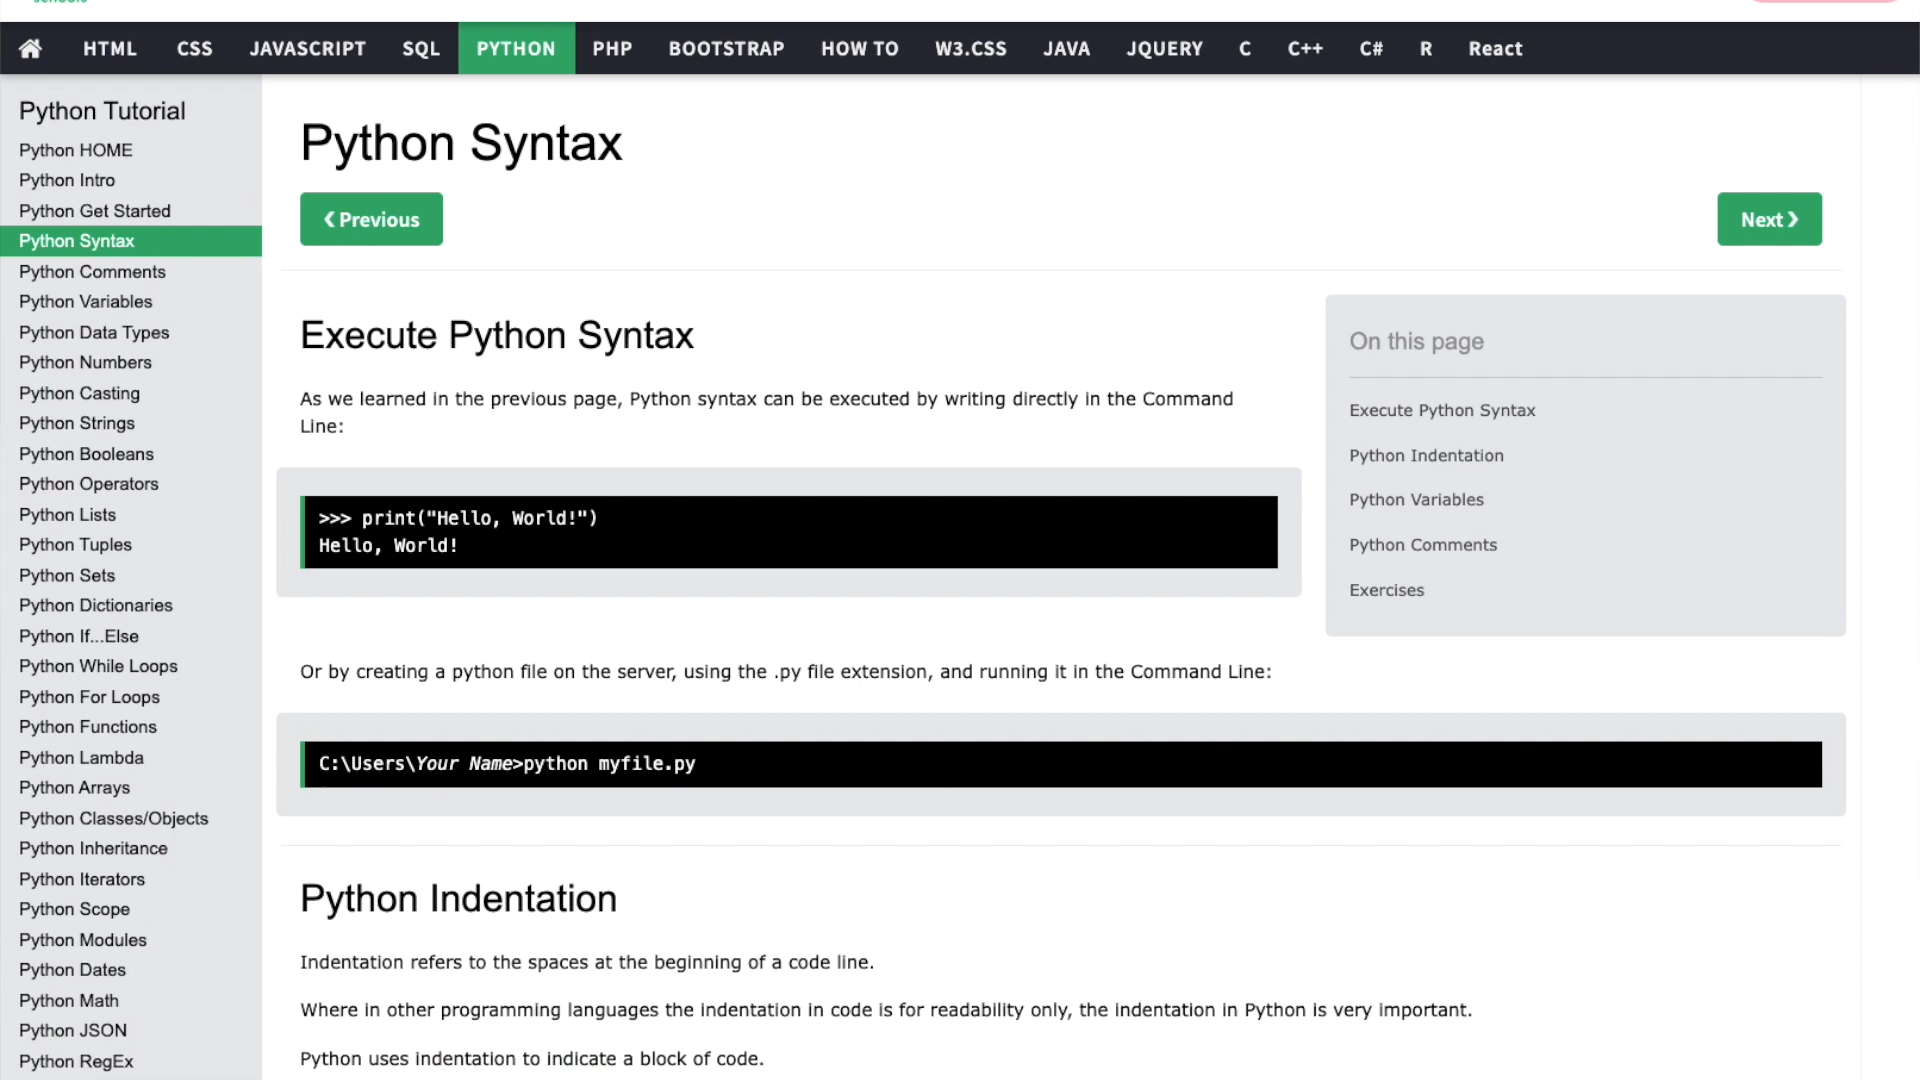 HTML CSS JAVASCRIPT SQL PYTHON PHP BOOTSTRAP HOW TO W3.CSS JAVA JQUERY C C++ C# R React
Python Tutorial
Python HOME
Python Intro
Python Get Started
Python Syntax
Python Comments
Python Variables
Python Data Types
Python Numbers
Python Casting
Python Strings
Python Booleans
Python Operators
Python Lists
Python Tuples
Python Sets
Python Dictionaries
Python If...Else
Python While Loops
Python For Loops
Python Functions
Python Lambda
Python Arrays
Python Classes/Objects
Python Inheritance
Python Iterators
Python Scope
Python Modules
Python Dates
Python Math
Python JSON
Python RegEx
Python Syntax
❮ Previous
Next ❯
Execute Python Syntax
As we learned in the previous page, Python syntax can be executed by writing directly in the Command
Line:
>>> print("Hello, World!")
Hello, World!
On this page
Execute Python Syntax
Python Indentation
Python Variables
Python Comments
Exercises
Or by creating a python file on the server, using the .py file extension, and running it in the Command Line:
C:\Users\Your Name>python myfile.py
Python Indentation
Indentation refers to the spaces at the beginning of a code line.
Where in other programming languages the indentation in code is for readability only, the indentation in Python is very important.
Python uses indentation to indicate a block of code.